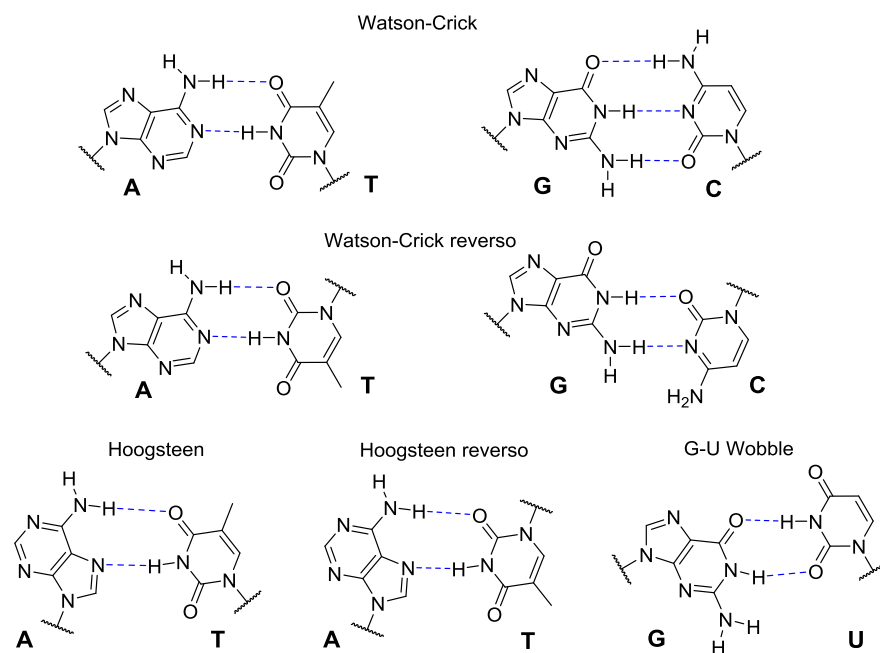 Watson-Crick
A
T
G
C
Watson-Crick reverso
A
T
G
C
Hoogsteen
Hoogsteen reverso
G-U Wobble
A
T
A
T
G
U